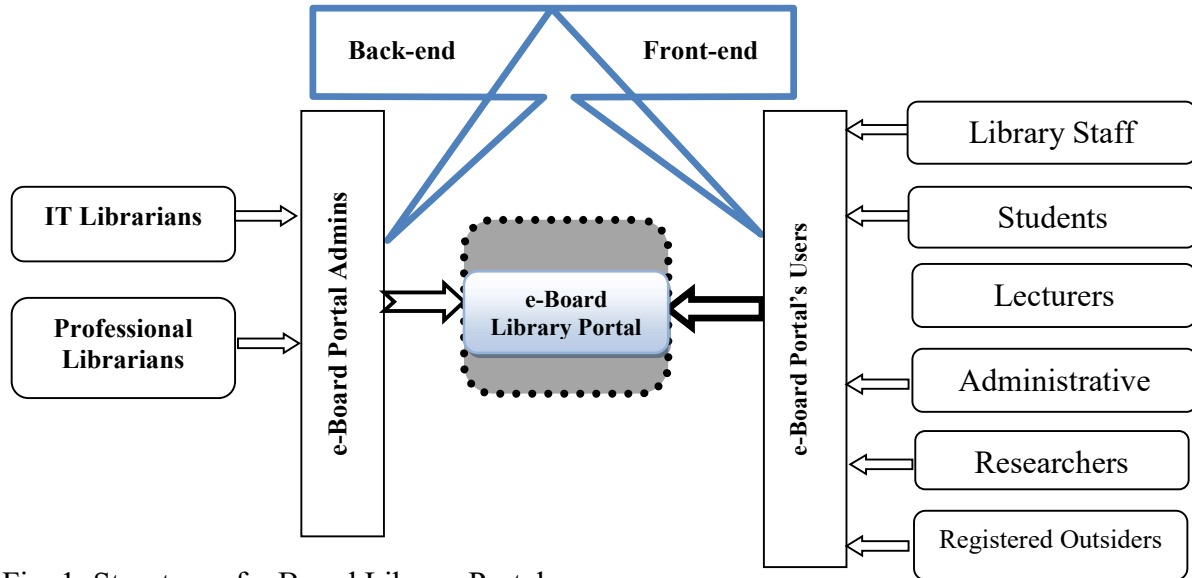 Back-end
Front-end
IT Librarians
Professional
Librarians
e-Board Portal Admins
e-Board
Library Portal
e-Board Portal’s Users
Library Staff
Students
Lecturers
Administrative
Researchers
Registered Outsiders